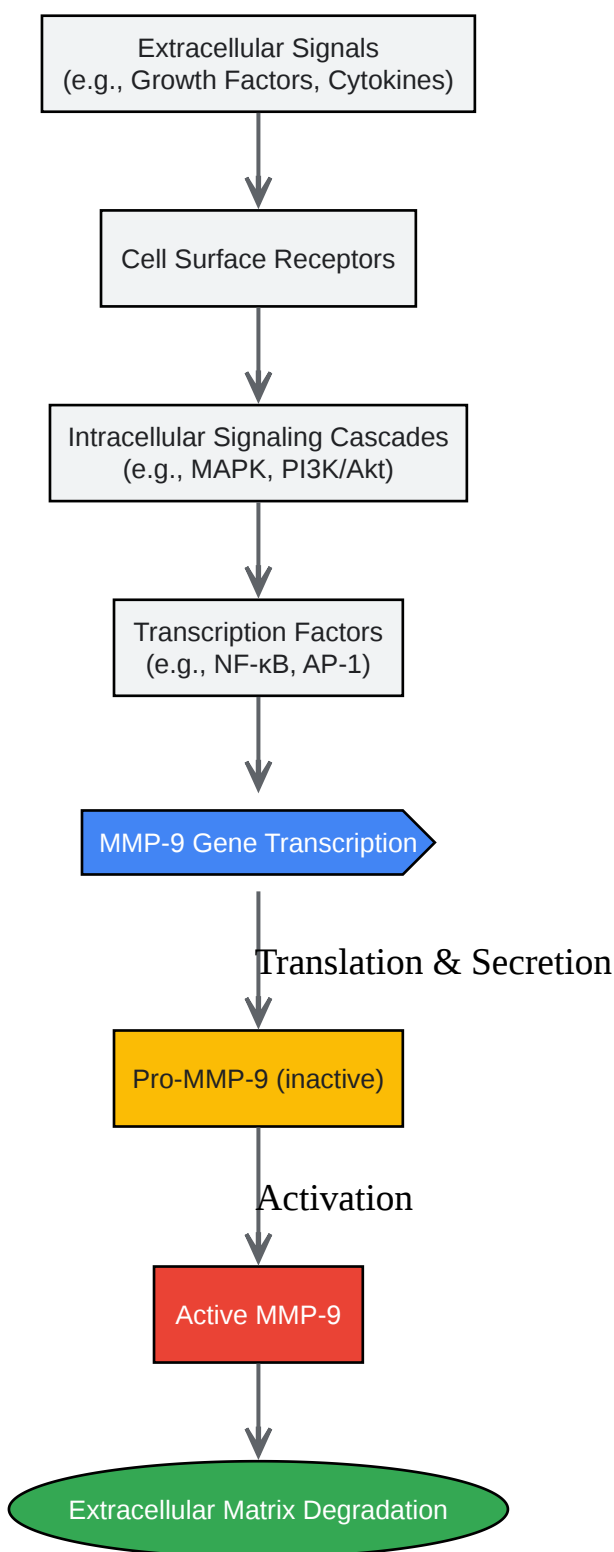 Extracellular Signals
(e.g., Growth Factors, Cytokines)
Cell Surface Receptors
Intracellular Signaling Cascades
(e.g., MAPK, PI3K/Akt)
Transcription Factors
(e.g., NF-κB, AP-1)
MMP-9 Gene Transcription
Translation & Secretion
Pro-MMP-9 (inactive)
Activation
Active MMP-9
Extracellular Matrix Degradation